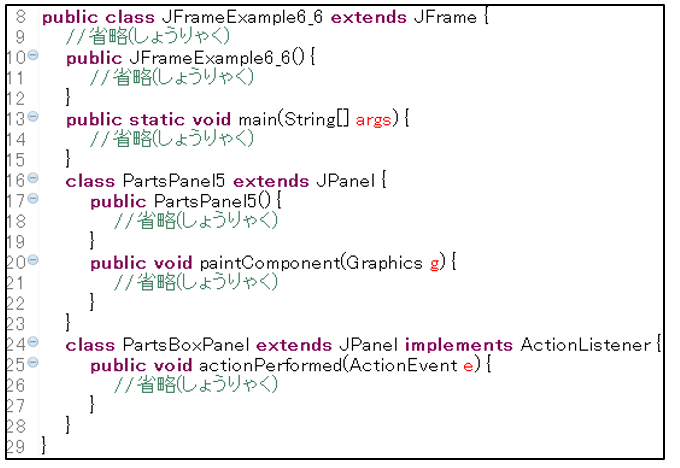 8 public class JFrameExample6_6 extends JFrame {
9 //省略(しょうりゃく)
10 public JFrameExample6_6() {
11 //省略(しょうりゃく)
12 }
13 public static void main(String[] args) {
14 //省略(しょうりゃく)
15 }
16 class PartsPanel5 extends JPanel {
17 public PartsPanel5() {
18 //省略(しょうりゃく)
19 }
20 public void paintComponent(Graphics g) {
21 //省略(しょうりゃく)
22 }
23 }
24 class PartsBoxPanel extends JPanel implements ActionListener {
25 public void actionPerformed(ActionEvent e) {
26 //省略(しょうりゃく)
27 }
28 }
29 }